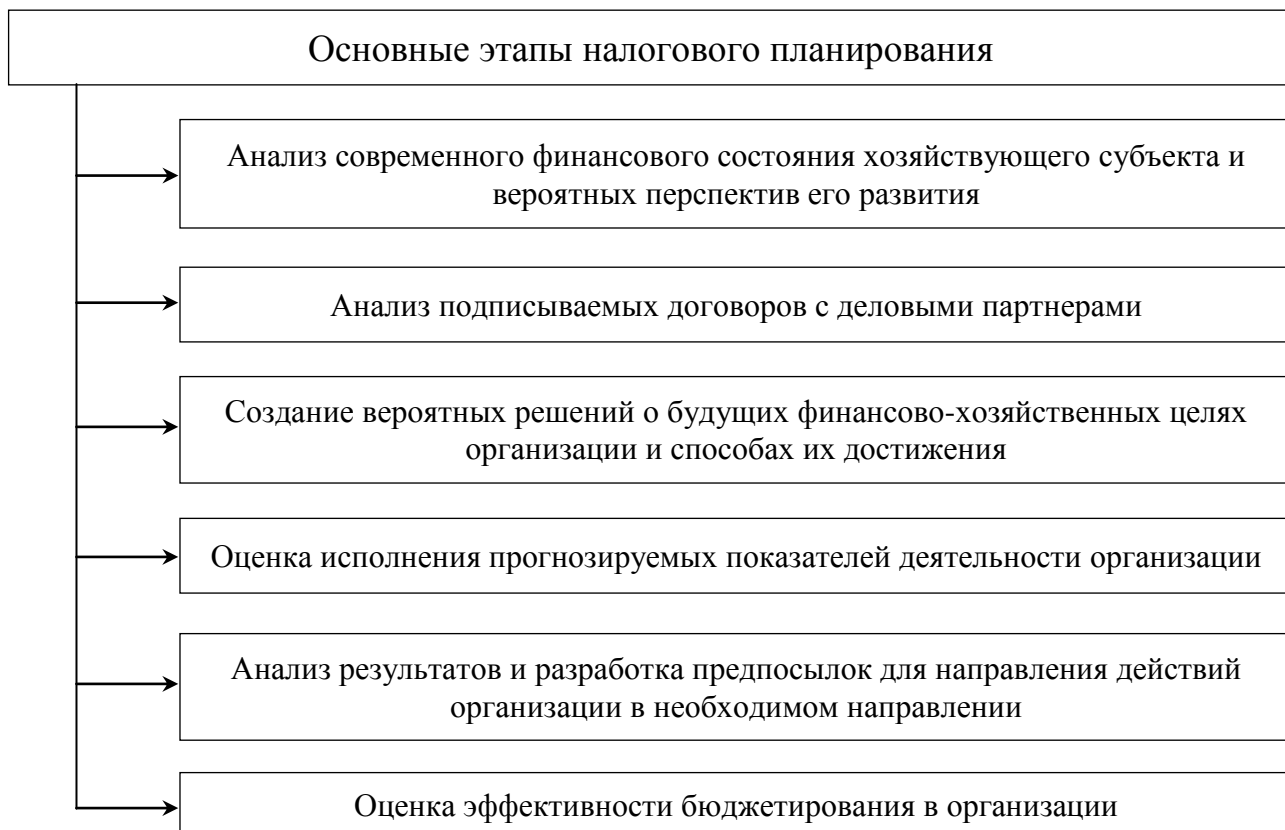 Основные этапы налогового планирования
Анализ современного финансового состояния хозяйствующего субъекта и
вероятных перспектив его развития
Анализ подписываемых договоров с деловыми партнерами
Создание вероятных решений о будущих финансово-хозяйственных целях
организации и способах их достижения
Оценка исполнения прогнозируемых показателей деятельности организации
Анализ результатов и разработка предпосылок для направления действий
организации в необходимом направлении
Оценка эффективности бюджетирования в организации